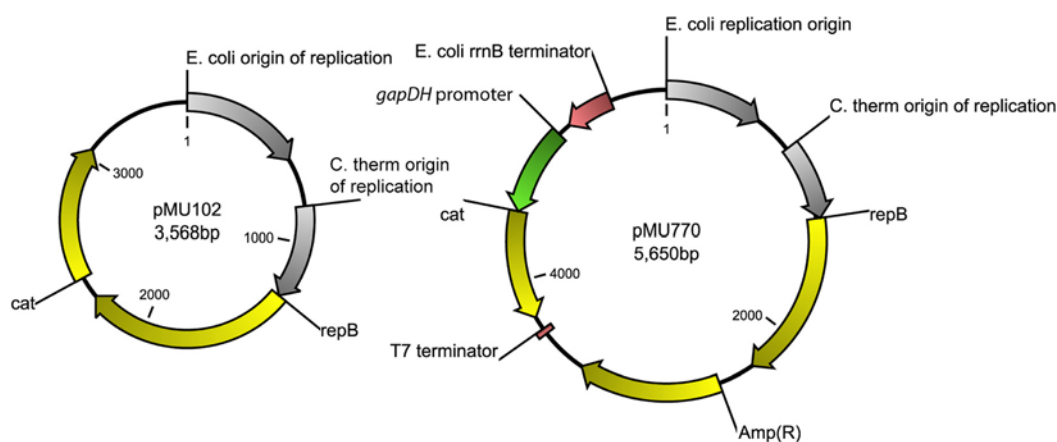 E. coli origin of replication
1
C. therm origin
of replication
3000
pMU102
3,568bp
1000
2000
cat
repB
E. coli replication origin
E. coli rrnB terminator
gapDH promoter
C. therm origin of replication
1
cat
repB
pMU770
5,650bp
4000
2000
T7 terminator
Amp(R)